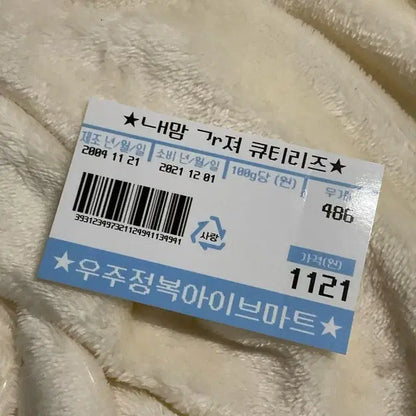 ★내맘 가져 큐티리즈★
제조 년/월/일 소비 년/월/일 100g당 (원) 무게
2004 11 21 2021 12 01 486
393123497321124991134941
사랑
가격(원)
1121
★우주정복아이브마트★